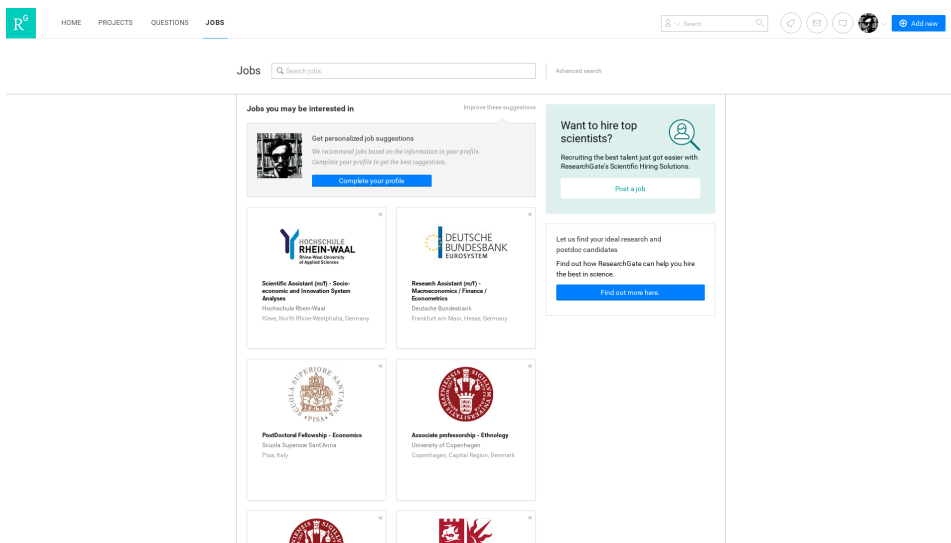 RG
HOME PROJECTS QUESTIONS JOBS
Search
Add new
Jobs
Search jobs
Advanced search
Jobs you may be interested in
Improve these suggestions
Get personalized job suggestions
We recommend jobs based on the information in your profile.
Complete your profile to get the best suggestions.
Complete your profile
HOCHSCHULE
RHEIN-WAAL
Rhine-Waal University
of Applied Sciences
Scientific Assistant (m/f) - Socio-
economic and Innovation System
Analyses
Hochschule Rhein-Waal
Kleve, North Rhine-Westphalia, Germany
DEUTSCHE
BUNDESBANK
EUROSYSTEM
Research Assistant (m/f) -
Macroeconomics / Finance /
Econometrics
Deutsche Bundesbank
Frankfurt am Main, Hesse, Germany
SCUOLA SUPERIORE SANT'ANNA
PISA
PostDoctoral Fellowship - Economics
Scuola Superiore Sant'Anna
Pisa, Italy
Associate professorship - Ethnology
University of Copenhagen
Copenhagen, Capital Region, Denmark
Want to hire top
scientists?
Recruiting the best talent just got easier with
ResearchGate's Scientific Hiring Solutions.
Post a job
Let us find your ideal research and
postdoc candidates
Find out how ResearchGate can help you hire
the best in science.
Find out more here.